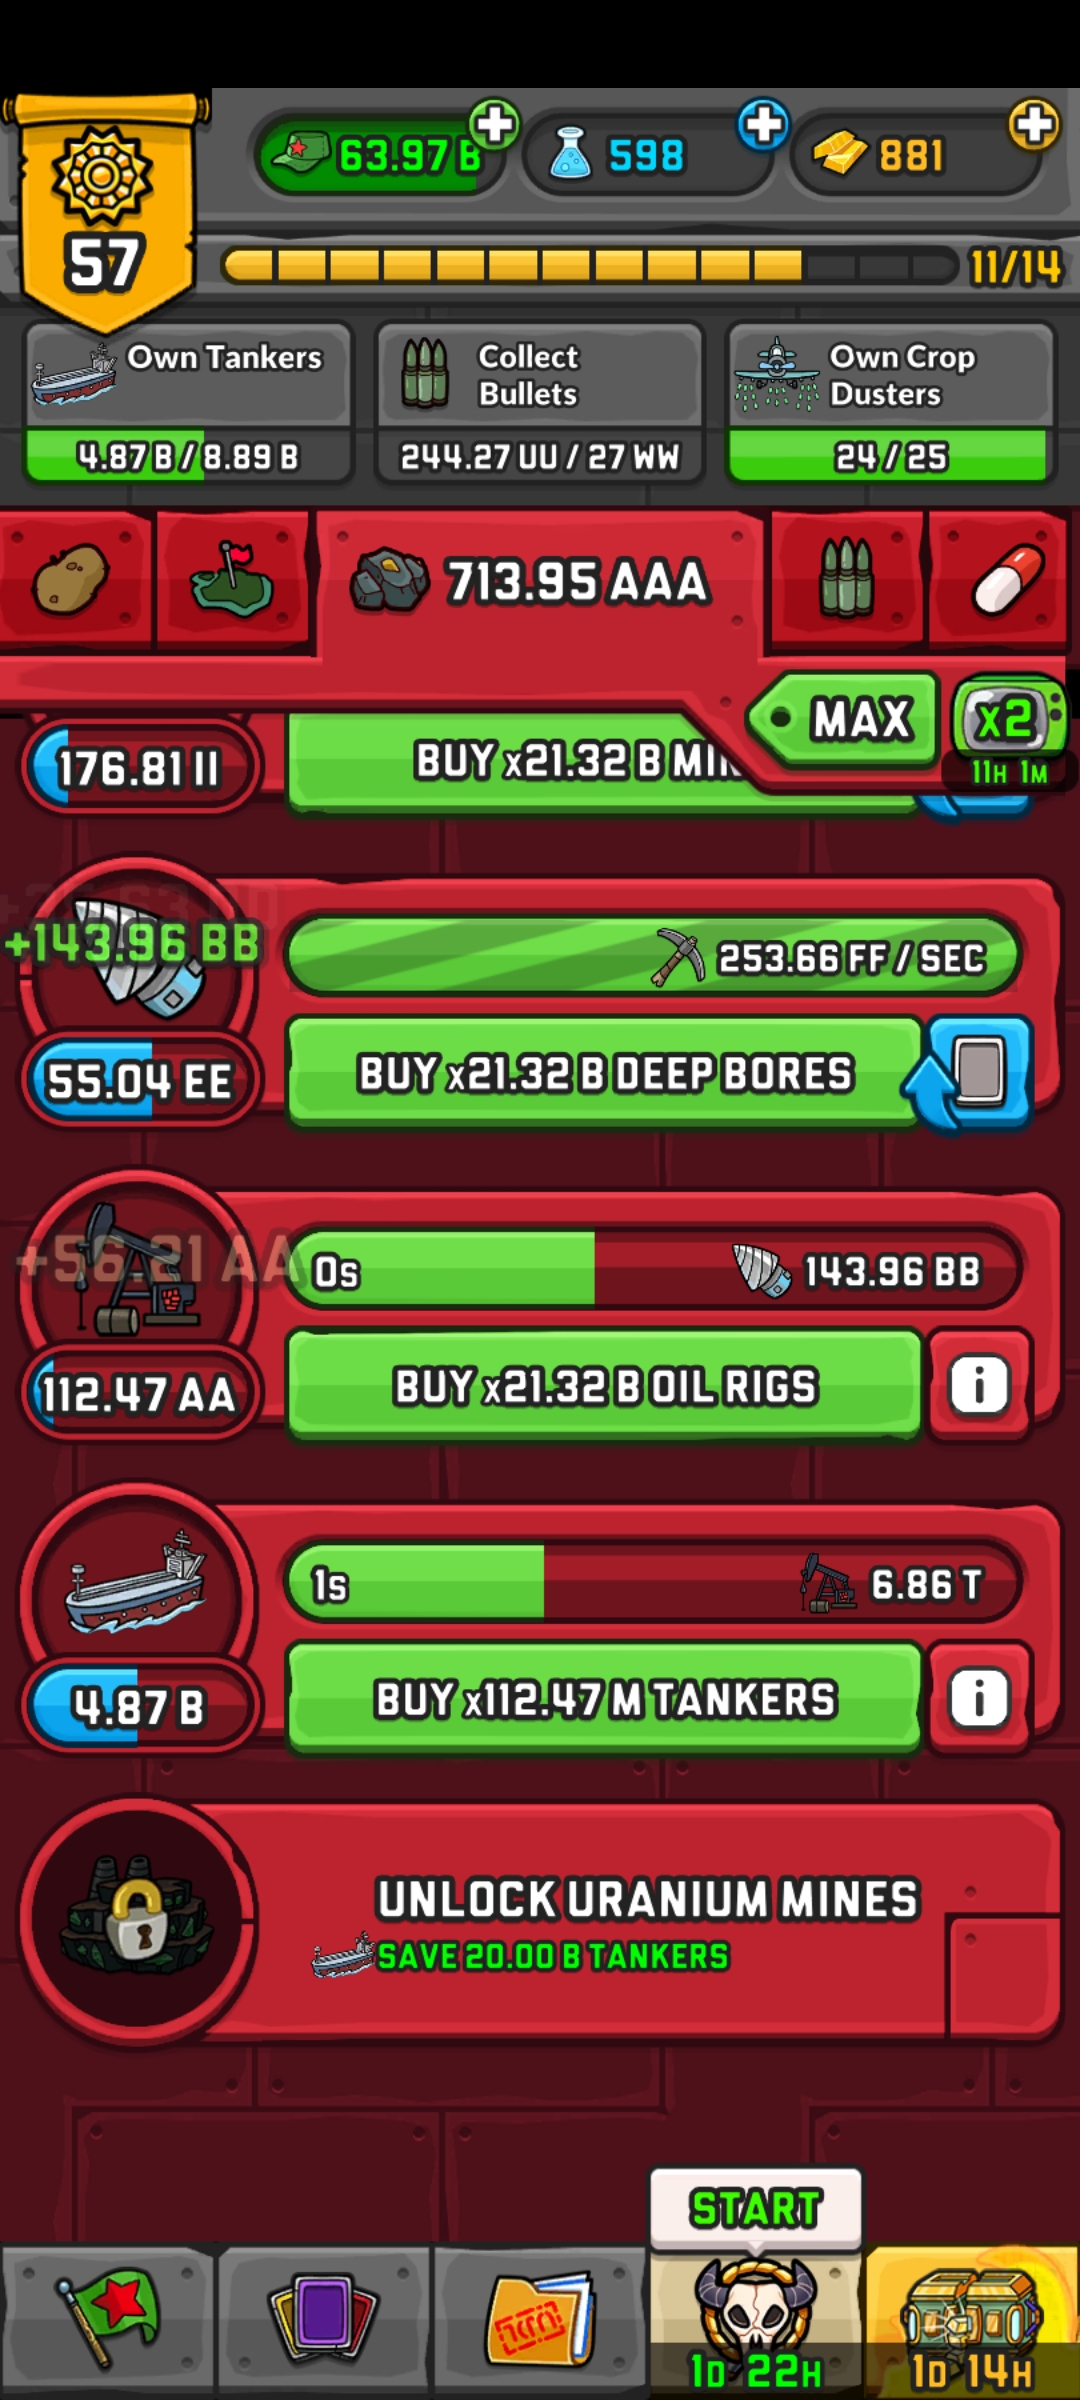 63.97 B
598
881
57
11/14
Own Tankers
4.87 B / 8.89 B
Collect
Bullets
244.27 UU / 27 WW
Own Crop
Dusters
24 / 25
713.95 AAA
MAX
x2
11H 1M
176.81 II
BUY x21.32 B
+143.96 BB
253.66 FF / SEC
55.04 EE
BUY x21.32 B DEEP BORES
+56.21 AA
0s
143.96 BB
112.47 AA
BUY x21.32 B OIL RIGS
i
1s
6.86 T
4.87 B
BUY x112.47 M TANKERS
i
UNLOCK URANIUM MINES
SAVE 20.00 B TANKERS
START
1D 22H
1D 14H